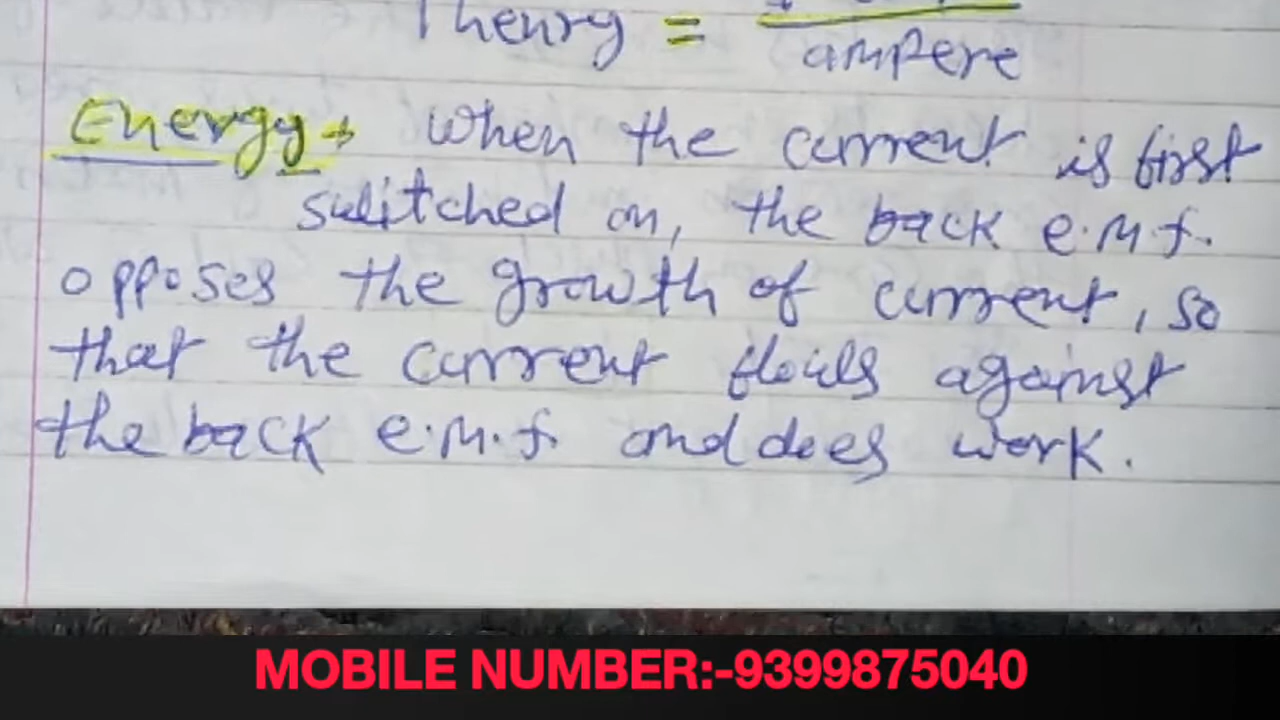 1 henry = 
ampere
Energy → When the current is first
switched on, the back e.m.f.
opposes the growth of current, so
that the current flows against
the back e.m.f. and does work.
MOBILE NUMBER:-9399875040